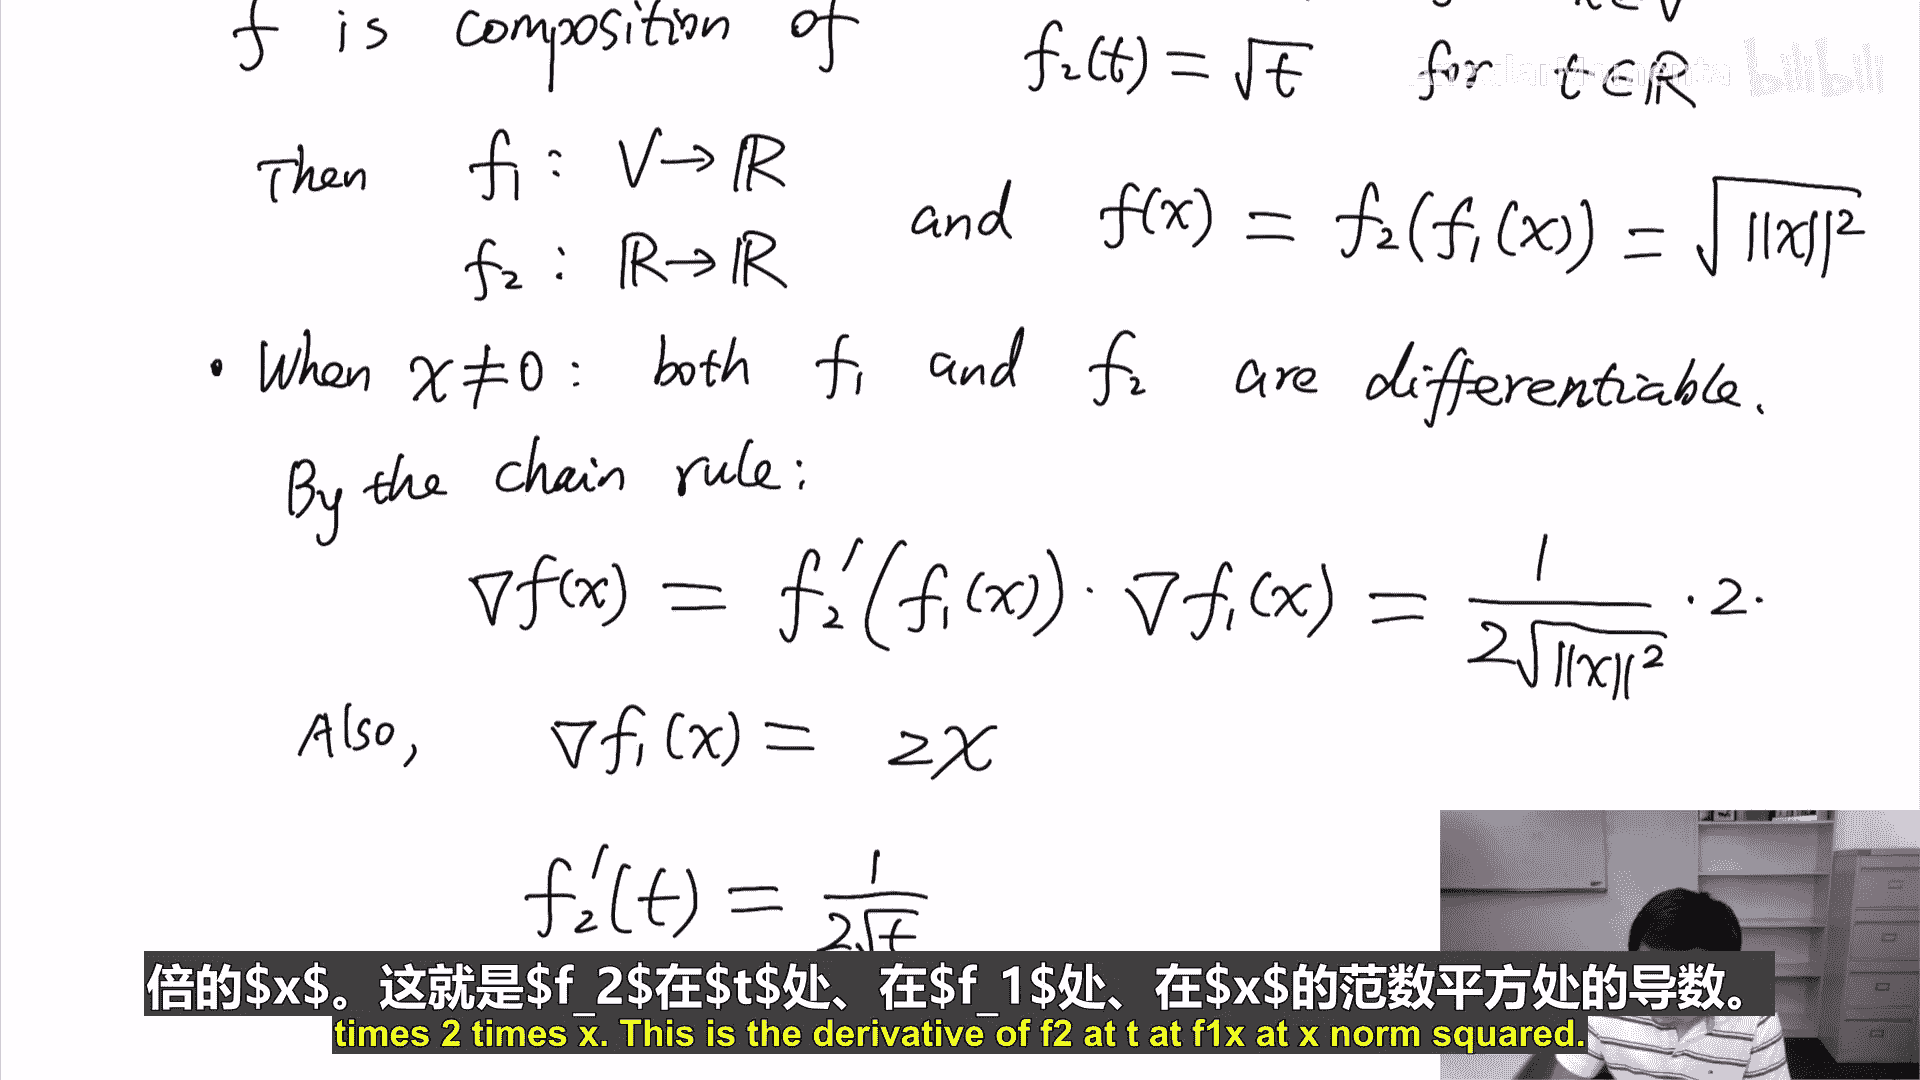 f is composition of f₂(t) = √t for t∈ℝ
bilibili
Then f₁ : V→ℝ
and f(x) = f₂(f₁(x)) = √‖x‖²
f₂ : ℝ→ℝ
• When x≠0 : both f₁ and f₂ are differentiable.
By the chain rule:
∇f(x) = f₂′(f₁(x)) · ∇f₁(x) = 1/(2√‖x‖²) · 2 ·
Also, ∇f₁(x) = 2x
f₂′(t) = 1/(2√t)
倍的$x$。这就是$f_2$在$t$处、在$f_1$处、在$x$的范数平方处的导数。
times 2 times x. This is the derivative of f2 at t at f1x at x norm squared.